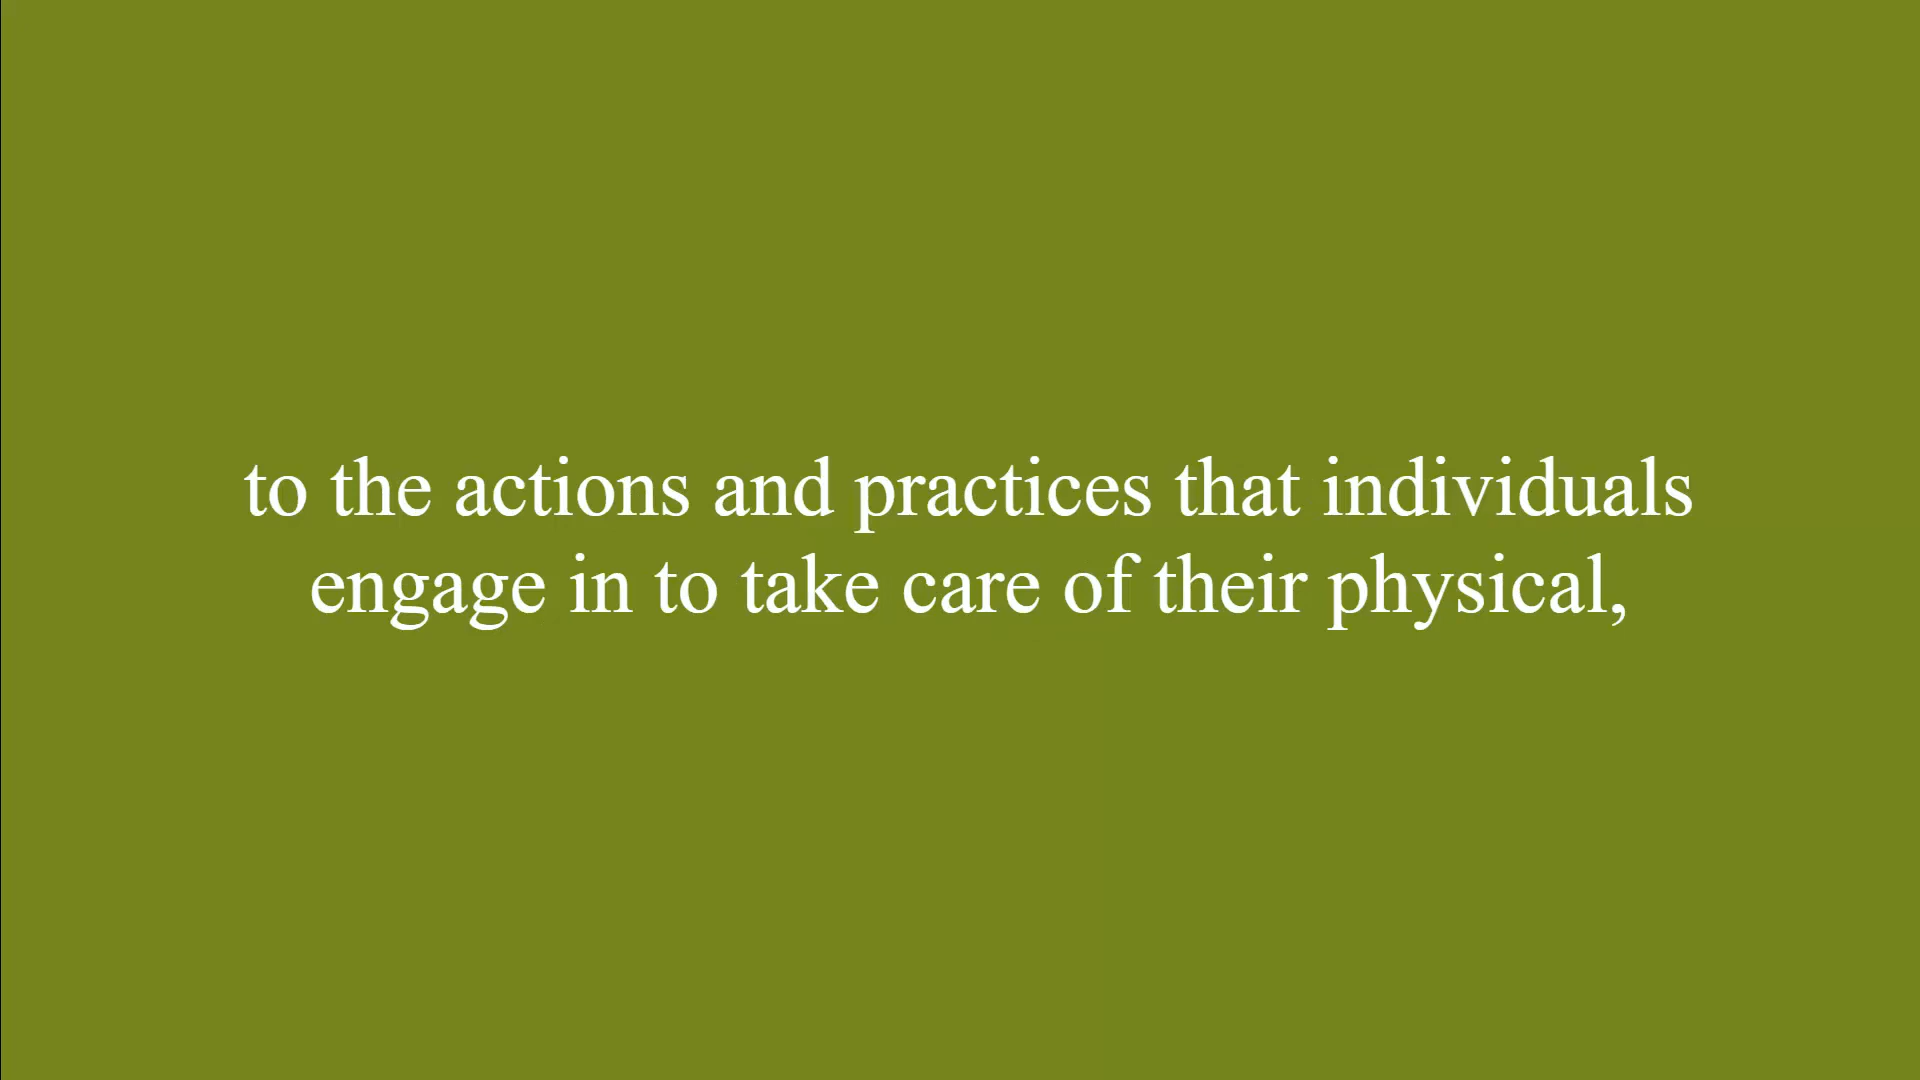 to the actions and practices that individuals
engage in to take care of their physical,